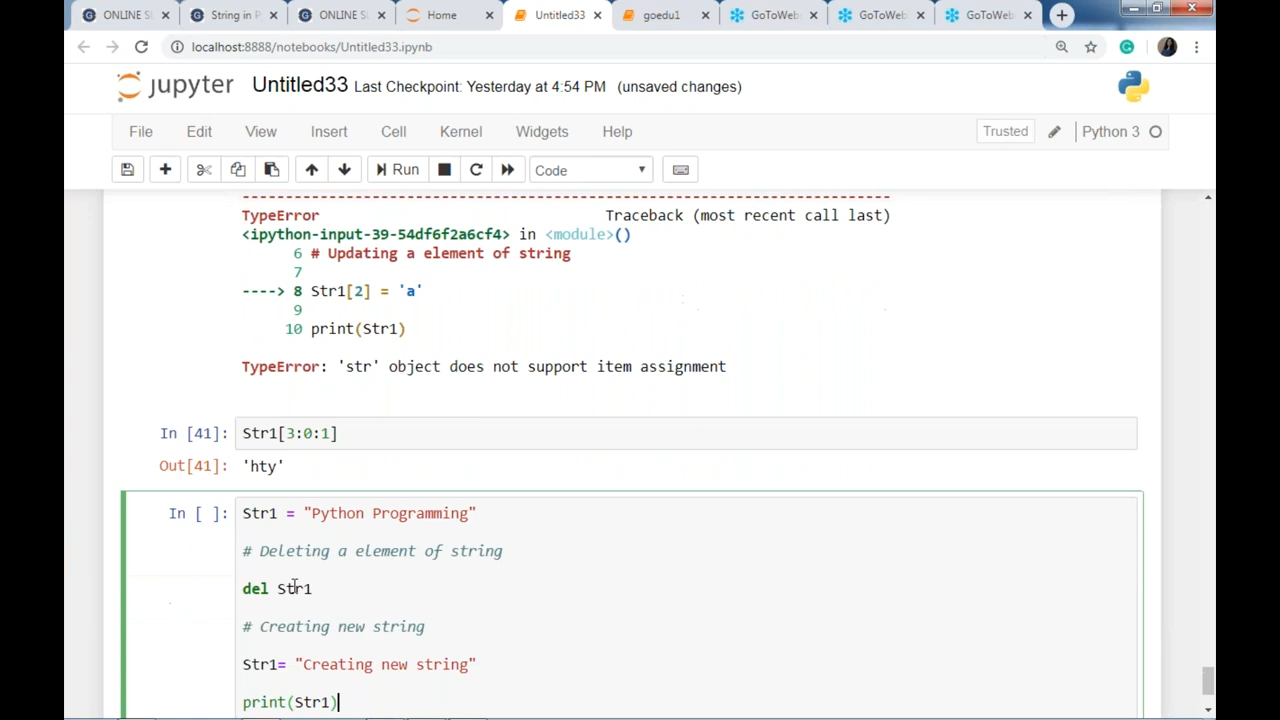 ONLINE S
String in P
ONLINE S
Home
Untitled33
goedu1
GoToWeb
GoToWeb
GoToWeb
localhost:8888/notebooks/Untitled33.ipynb
jupyter Untitled33 Last Checkpoint: Yesterday at 4:54 PM (unsaved changes)
File Edit View Insert Cell Kernel Widgets Help Trusted Python 3
Run Code
TypeError Traceback (most recent call last)
<ipython-input-39-54df6f2a6cf4> in <module>()
6 # Updating a element of string
7
----> 8 Str1[2] = 'a'
9
10 print(Str1)
TypeError: 'str' object does not support item assignment
In [41]: Str1[3:0:1]
Out[41]: 'hty'
In [ ]: Str1 = "Python Programming"
# Deleting a element of string
del Str1
# Creating new string
Str1= "Creating new string"
print(Str1)